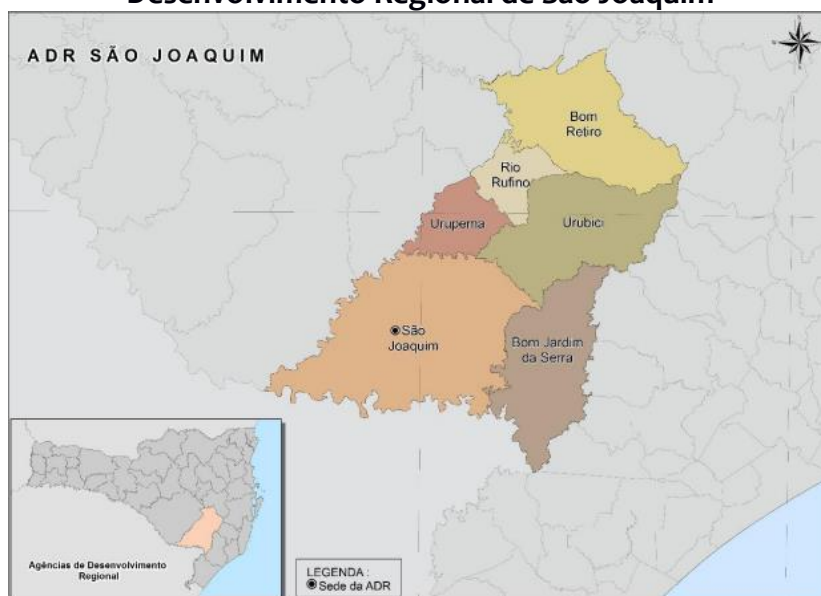 Desenvolvimento Regional de São Joaquim
ADR SÃO JOAQUIM
Bom
Retiro
Rio
Rufino
Urupema
Urubici
São
Joaquim
Bom Jardim
da Serra
Agências de Desenvolvimento
Regional
LEGENDA :
Sede da ADR